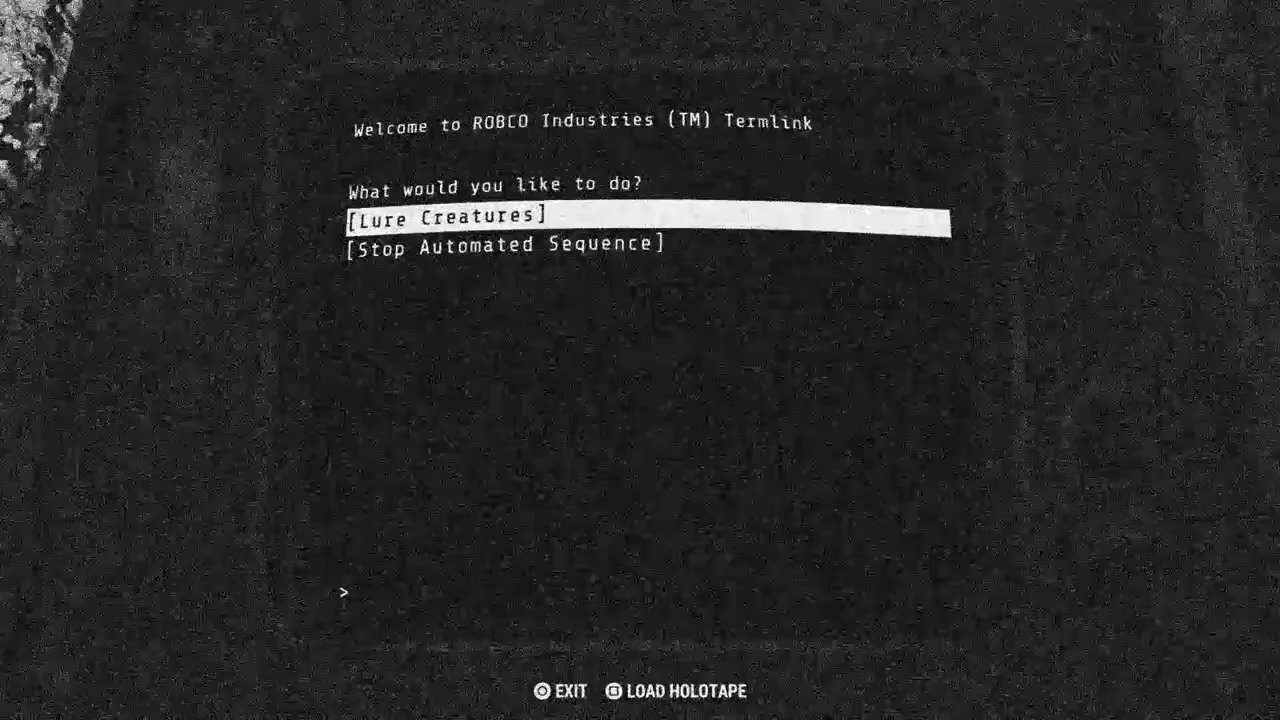 Welcome to ROBCO Industries (TM) Termlink
What would you like to do?
[Lure Creatures]
[Stop Automated Sequence]
>
EXIT LOAD HOLOTAPE